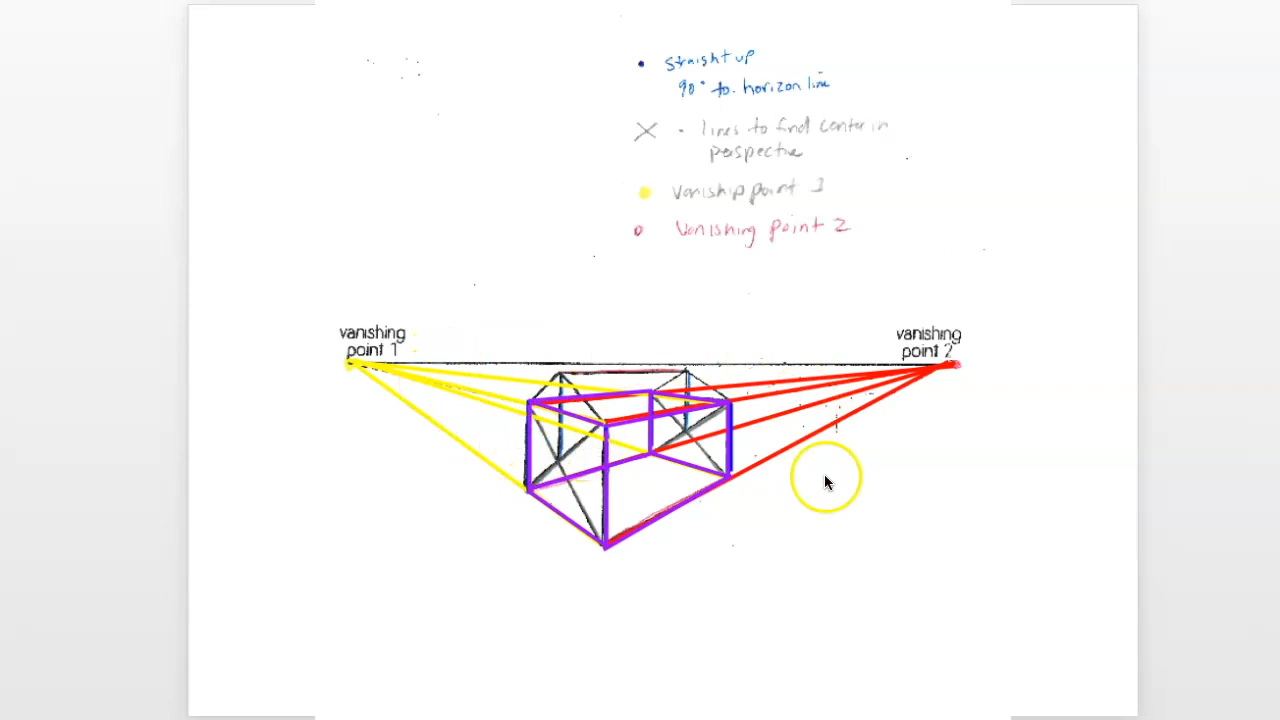 straight up
90° to horizon line
lines to find center in
perspective
Vaniship point 1
Vanishing point 2
vanishing
point 1
vanishing
point 2